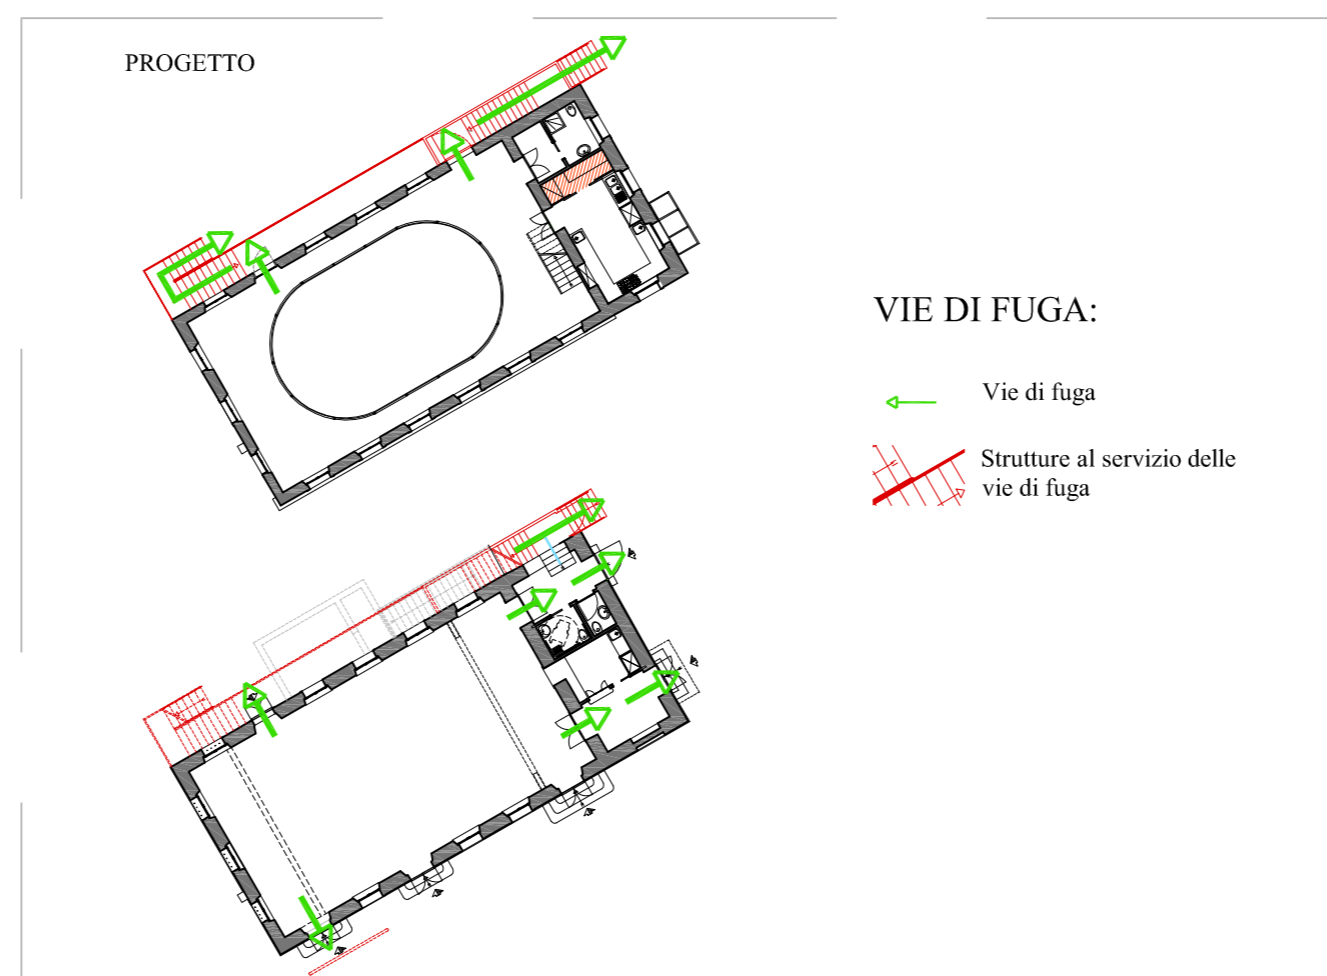 PROGETTO
VIE DI FUGA:
Vie di fuga
Strutture al servizio delle
vie di fuga